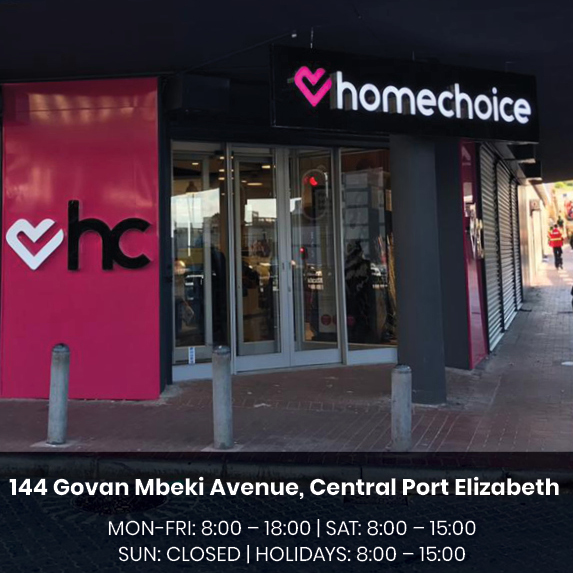 homechoice
hc
144 Govan Mbeki Avenue, Central Port Elizabeth
MON-FRI: 8:00 – 18:00 | SAT: 8:00 – 15:00
SUN: CLOSED | HOLIDAYS: 8:00 – 15:00